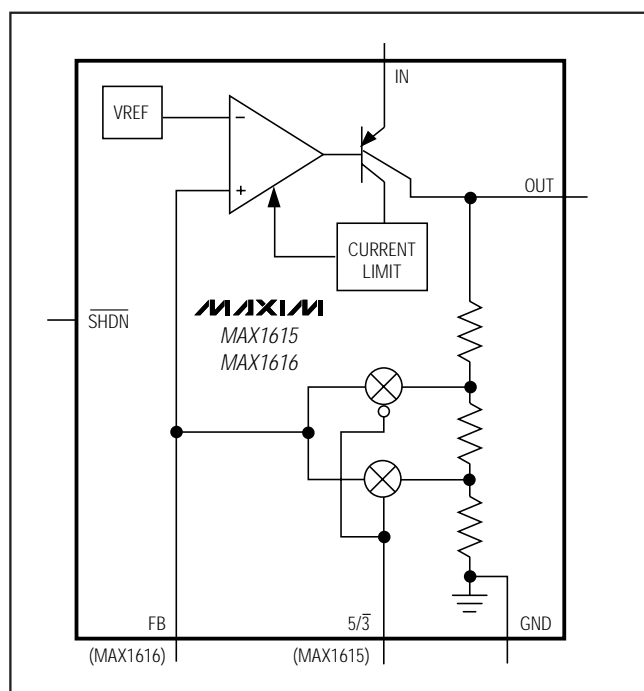 IN
VREF
−
+
OUT
CURRENT
LIMIT
SHDN
MAXIM
MAX1615
MAX1616
FB
5/3
GND
(MAX1616)
(MAX1615)